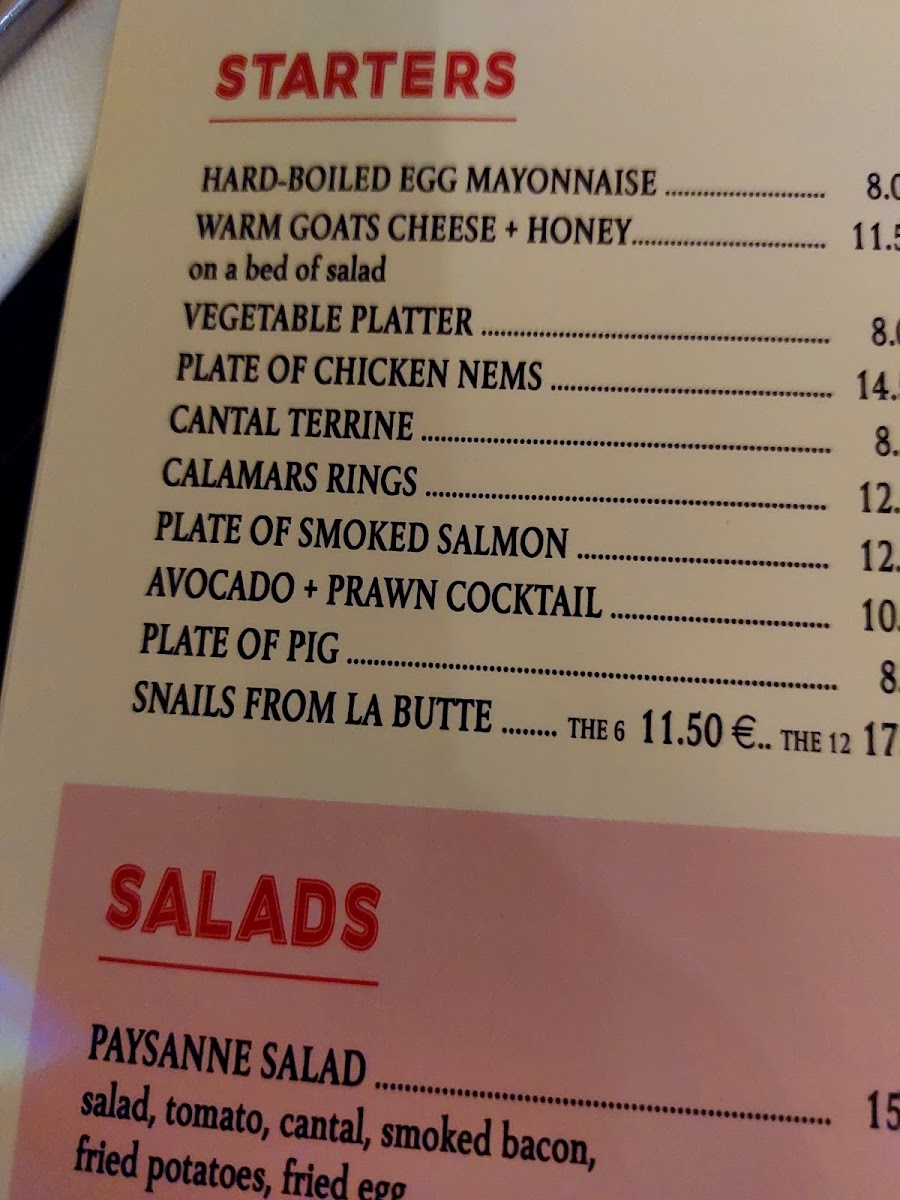 STARTERS
HARD-BOILED EGG MAYONNAISE ........................ 8.0
WARM GOATS CHEESE + HONEY............................. 11.5
on a bed of salad
VEGETABLE PLATTER ........................................................ 8.0
PLATE OF CHICKEN NEMS ............................................. 14.
CANTAL TERRINE .................................................................. 8.
CALAMARS RINGS ................................................................ 12.
PLATE OF SMOKED SALMON ........................................ 12.
AVOCADO + PRAWN COCKTAIL ................................... 10.
PLATE OF PIG .............................................................................. 8.
SNAILS FROM LA BUTTE ........ THE 6 11.50 €.. THE 12 17
SALADS
PAYSANNE SALAD .................................................................. 15
salad, tomato, cantal, smoked bacon,
fried potatoes, fried egg